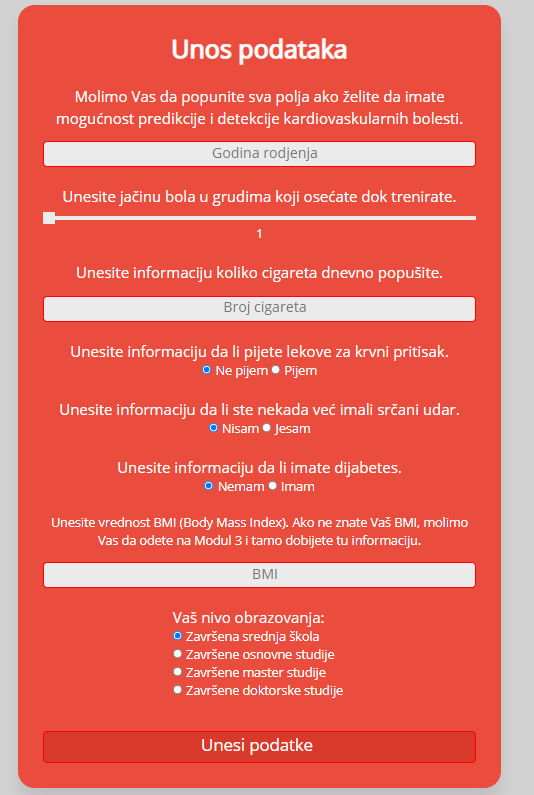 Unos podataka
Molimo Vas da popunite sva polja ako želite da imate
mogućnost predikcije i detekcije kardiovaskularnih bolesti.
Godina rodjenja
Unesite jačinu bola u grudima koji osećate dok trenirate.
1
Unesite informaciju koliko cigareta dnevno popušite.
Broj cigareta
Unesite informaciju da li pijete lekove za krvni pritisak.
Ne pijem Pijem
Unesite informaciju da li ste nekada već imali srčani udar.
Nisam Jesam
Unesite informaciju da li imate dijabetes.
Nemam Imam
Unesite vrednost BMI (Body Mass Index). Ako ne znate Vaš BMI, molimo
Vas da odete na Modul 3 i tamo dobijete tu informaciju.
BMI
Vaš nivo obrazovanja:
Završena srednja škola
Završene osnovne studije
Završene master studije
Završene doktorske studije
Unesi podatke